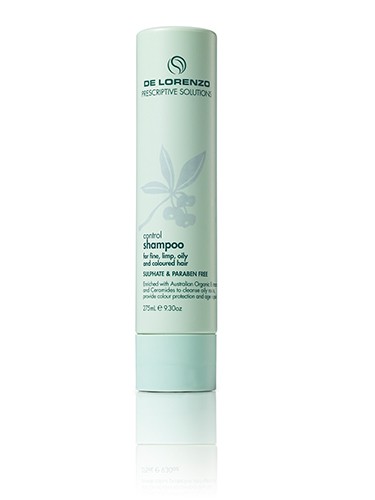 DE LORENZO
PRESCRIPTIVE SOLUTIONS
control
shampoo
for fine, limp, oily
and coloured hair
SULPHATE & PARABEN FREE
Enriched with Australian Organic
and Ceramides to cleanse oily
provide colour protection and age
275mL e 9.30oz